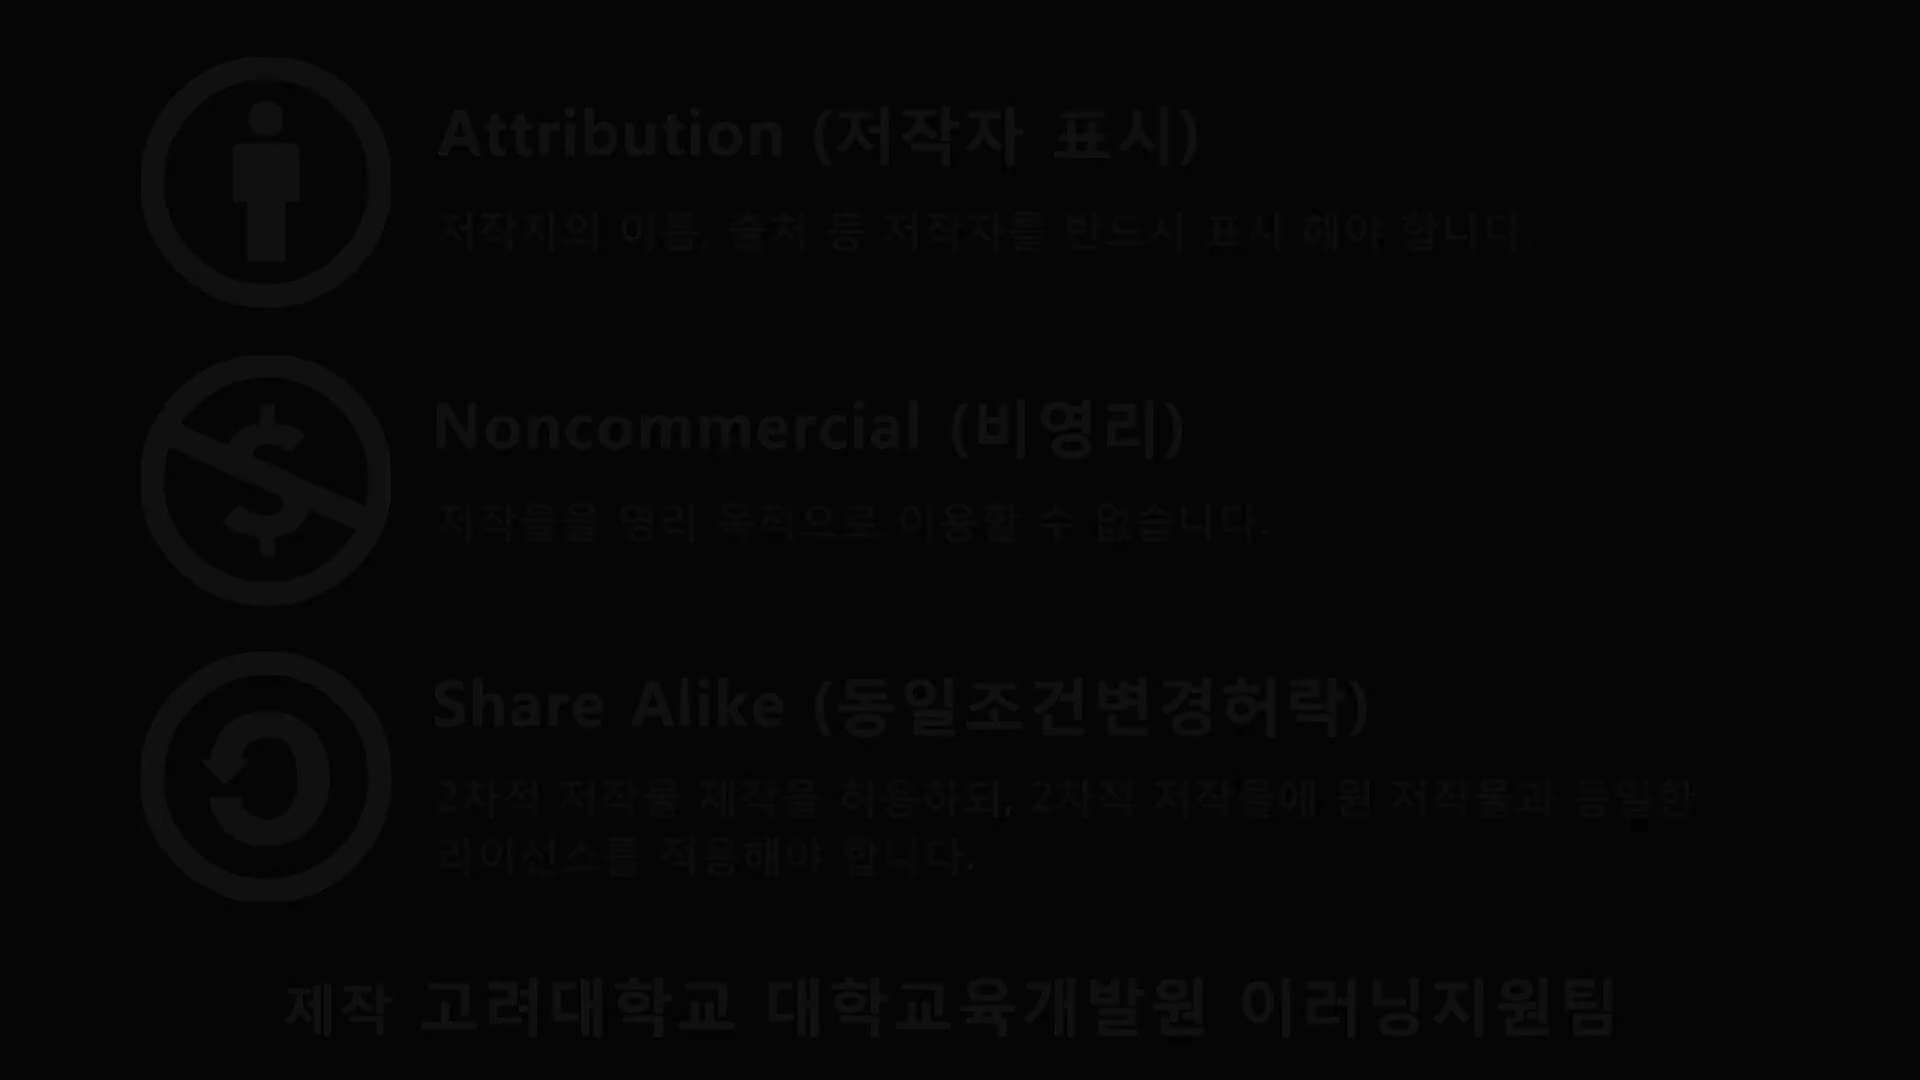 Attribution (저작자 표시)
저작자의 이름, 출처 등 저작자를 반드시 표시 해야 합니다.
Noncommercial (비영리)
저작물을 영리 목적으로 이용할 수 없습니다.
Share Alike (동일조건변경허락)
2차적 저작물 제작을 허용하되, 2차적 저작물에 원 저작물과 동일한
라이선스를 적용해야 합니다.
제작 고려대학교 대학교육개발원 이러닝지원팀